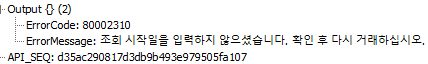 Output {} (2)
ErrorCode: 80002310
ErrorMessage: 조회 시작일을 입력하지 않으셨습니다. 확인 후 다시 거래하십시오.
API_SEQ: d35ac290817d3db9b493e979505fa107